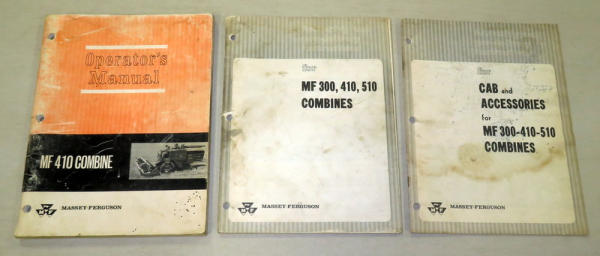 Operator's
Manual
MF 410 COMBINE
MASSEY-FERGUSON
MF 300, 410, 510
COMBINES
MASSEY-FERGUSON
CAB and
ACCESSORIES
for
MF 300-410-510
COMBINES
MASSEY-FERGUSON